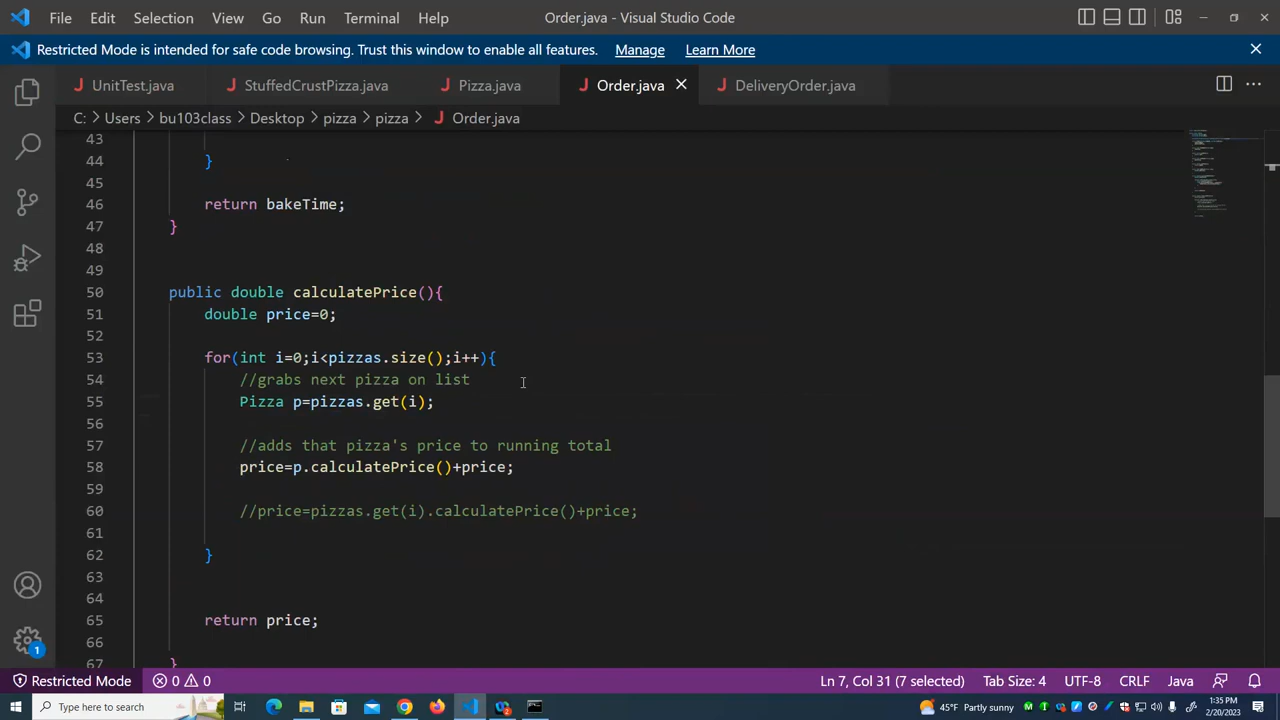 File Edit Selection View Go Run Terminal Help Order.java - Visual Studio Code
Restricted Mode is intended for safe code browsing. Trust this window to enable all features. Manage Learn More
UnitTest.java StuffedCrustPizza.java Pizza.java Order.java DeliveryOrder.java
C: > Users > bu103class > Desktop > pizza > pizza > Order.java
43
44 }
45
46 return bakeTime;
47 }
48
49
50 public double calculatePrice(){
51 double price=0;
52
53 for(int i=0;i<pizzas.size();i++){
54 //grabs next pizza on list
55 Pizza p=pizzas.get(i);
56
57 //adds that pizza's price to running total
58 price=p.calculatePrice()+price;
59
60 //price=pizzas.get(i).calculatePrice()+price;
61
62 }
63
64
65 return price;
66
67 }
1
Restricted Mode 0 0 Ln 7, Col 31 (7 selected) Tab Size: 4 UTF-8 CRLF Java
Type here to search 2 45°F Partly sunny 1:35 PM
2/20/2023